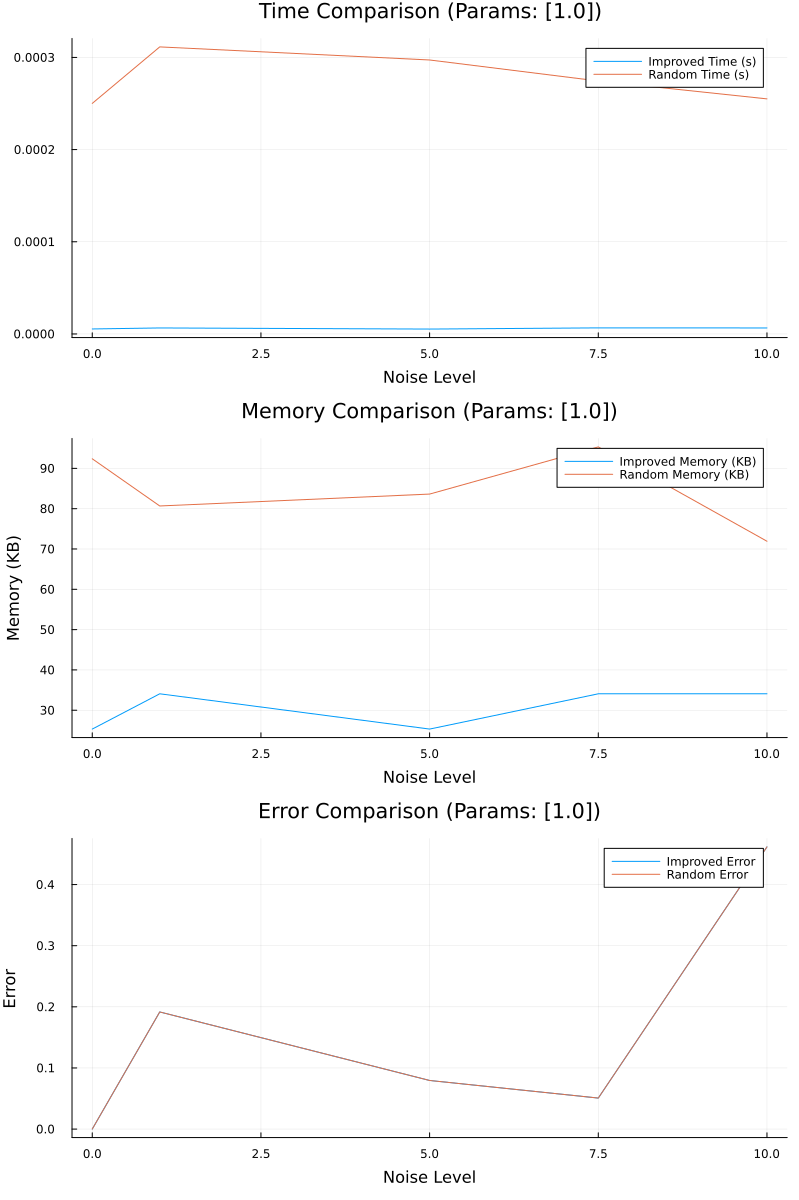 Time Comparison (Params: [1.0])
Improved Time (s)
Random Time (s)
0.0003
0.0002
0.0001
0.0000
0.0 2.5 5.0 7.5 10.0
Noise Level
Memory Comparison (Params: [1.0])
Improved Memory (KB)
Random Memory (KB)
Memory (KB)
90
80
70
60
50
40
30
0.0 2.5 5.0 7.5 10.0
Noise Level
Error Comparison (Params: [1.0])
Improved Error
Random Error
Error
0.4
0.3
0.2
0.1
0.0
0.0 2.5 5.0 7.5 10.0
Noise Level